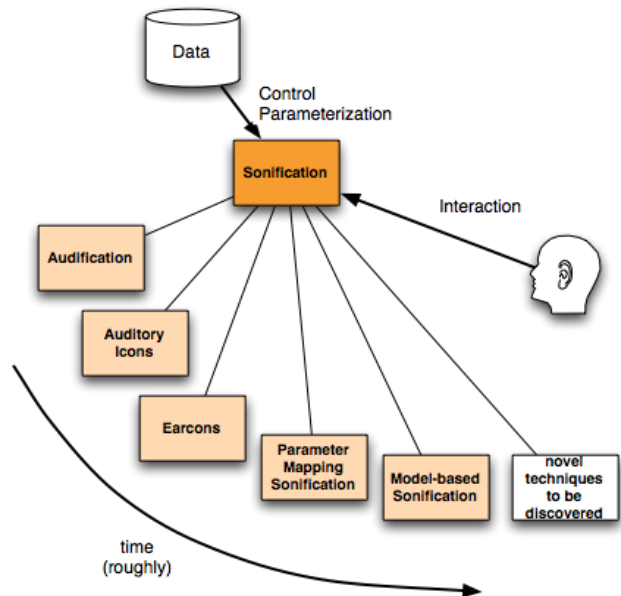 Data
Control
Parameterization
Sonification
Interaction
Audification
Auditory
Icons
Earcons
Parameter
Mapping
Sonification
Model-based
Sonification
novel
techniques
to be
discovered
time
(roughly)